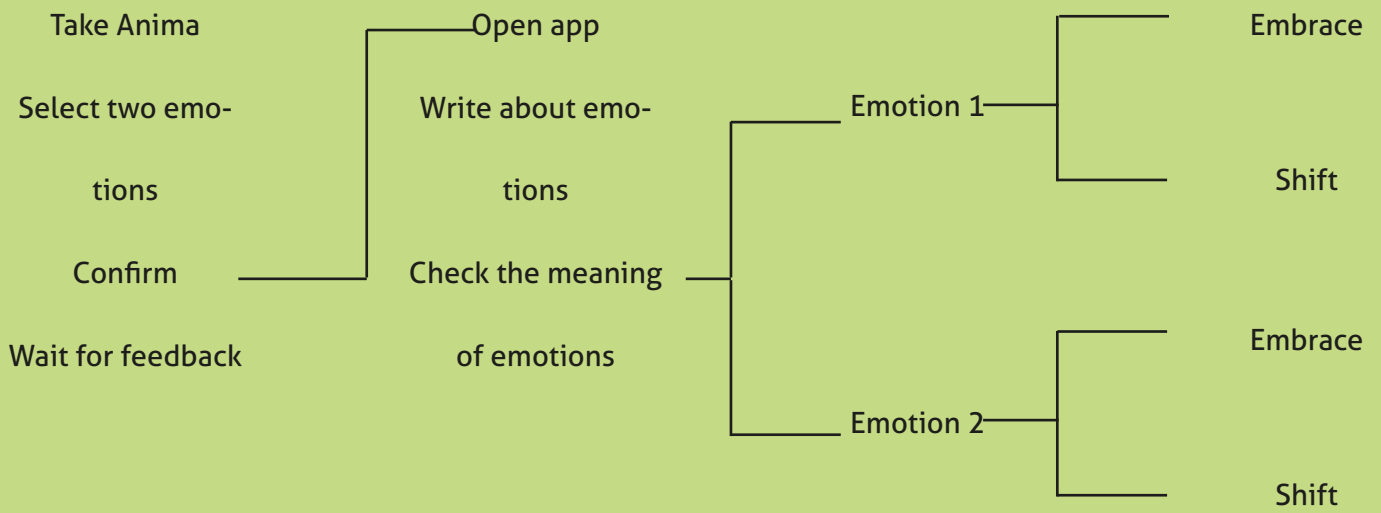 Take Anima
Select two emo-
tions
Confirm
Wait for feedback
Open app
Write about emo-
tions
Check the meaning
of emotions
Emotion 1
Emotion 2
Embrace
Shift
Embrace
Shift